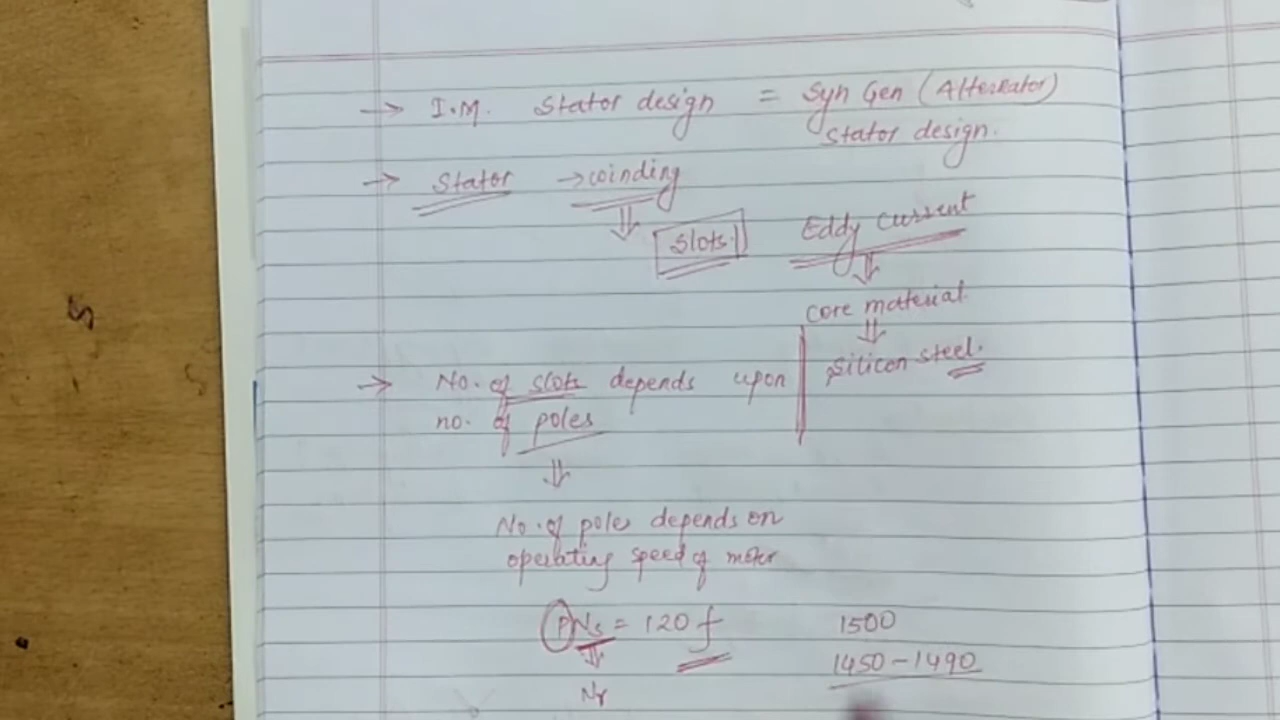 → I.M. Stator design = Syn Gen (Alternator)
stator design.
→ Stator → winding
⇓
Slots. Eddy current
⇓
core material
⇓
silicon steel.
→ No. of slots depends upon
no. of poles
⇓
No. of poles depends on
operating speed of motor
PNs = 120 f 1500
⇓ 1450 - 1490
Nr